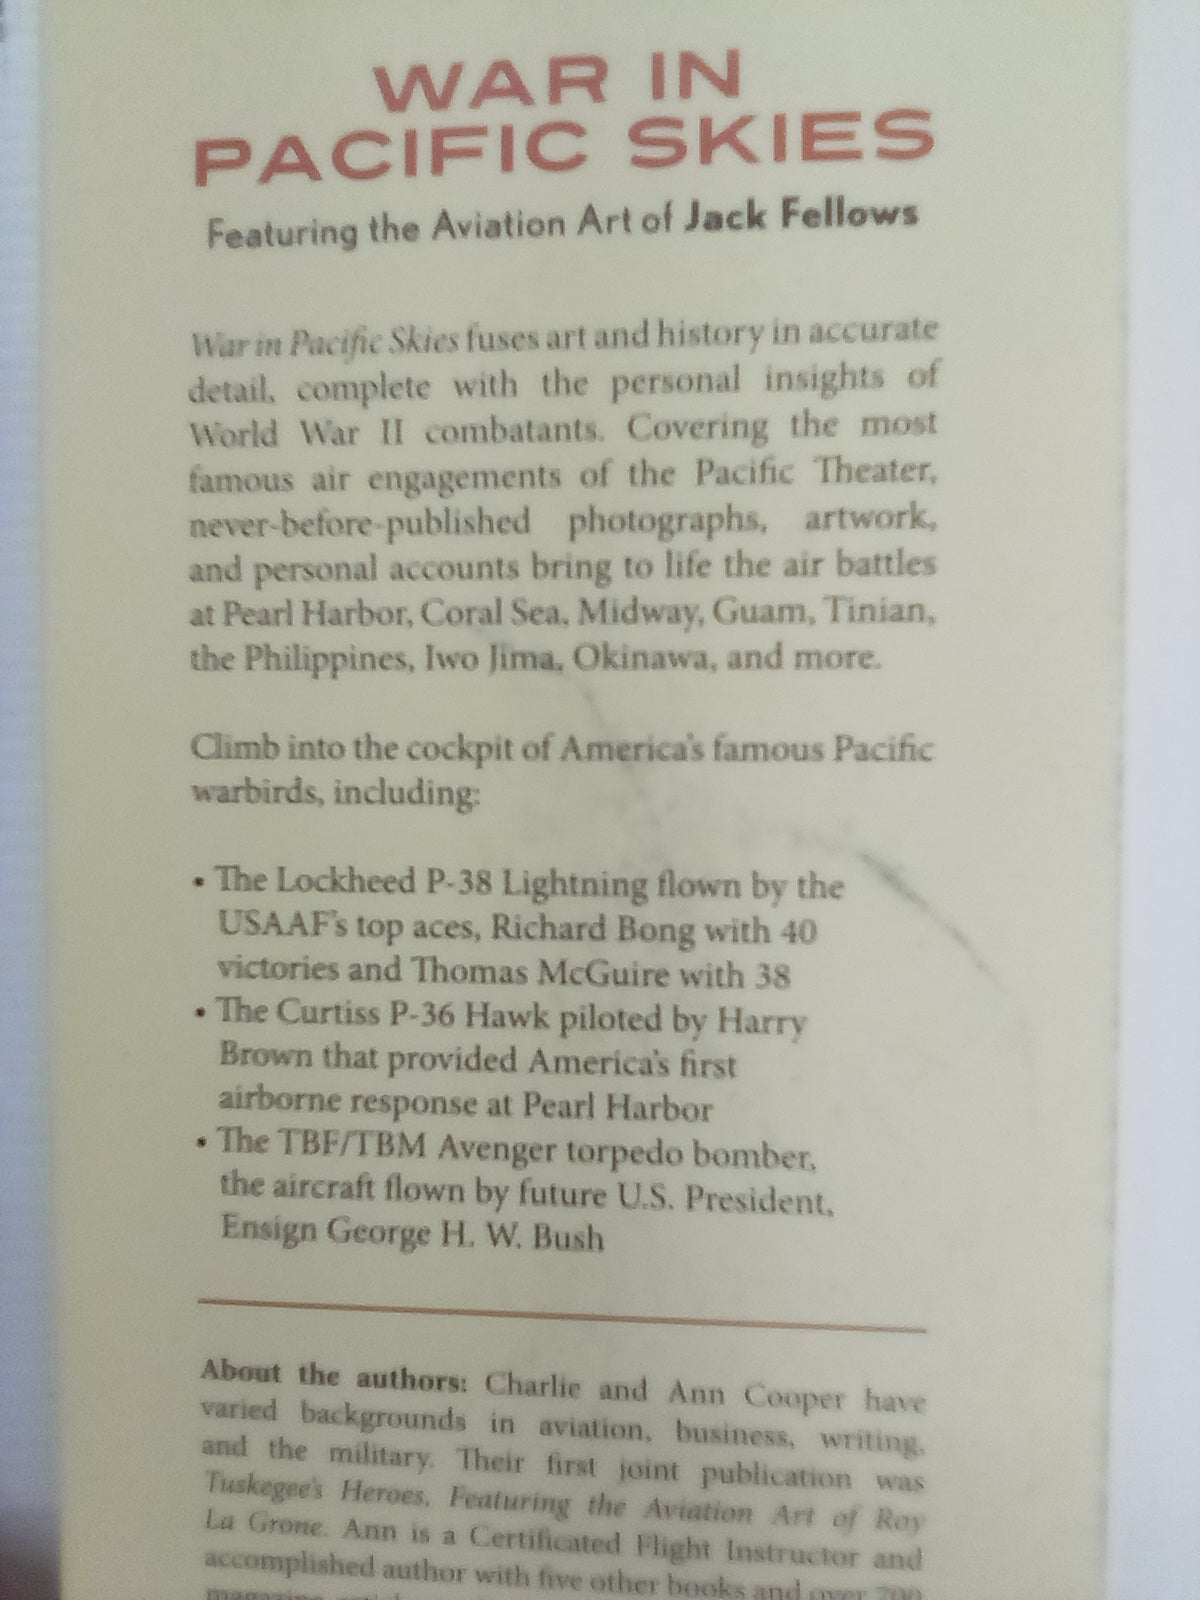 WAR IN
PACIFIC SKIES
Featuring the Aviation Art of Jack Fellows
War in Pacific Skies fuses art and history in accurate
detail, complete with the personal insights of
World War II combatants. Covering the most
famous air engagements of the Pacific Theater,
never-before-published photographs, artwork,
and personal accounts bring to life the air battles
at Pearl Harbor, Coral Sea, Midway, Guam, Tinian,
the Philippines, Iwo Jima, Okinawa, and more.
Climb into the cockpit of America's famous Pacific
warbirds, including:
• The Lockheed P-38 Lightning flown by the
USAAF's top aces, Richard Bong with 40
victories and Thomas McGuire with 38
• The Curtiss P-36 Hawk piloted by Harry
Brown that provided America's first
airborne response at Pearl Harbor
• The TBF/TBM Avenger torpedo bomber,
the aircraft flown by future U.S. President,
Ensign George H. W. Bush
About the authors: Charlie and Ann Cooper have
varied backgrounds in aviation, business, writing,
and the military. Their first joint publication was
Tuskegee's Heroes, Featuring the Aviation Art of Roy
La Grone. Ann is a Certificated Flight Instructor and
accomplished author with five other books and over 700